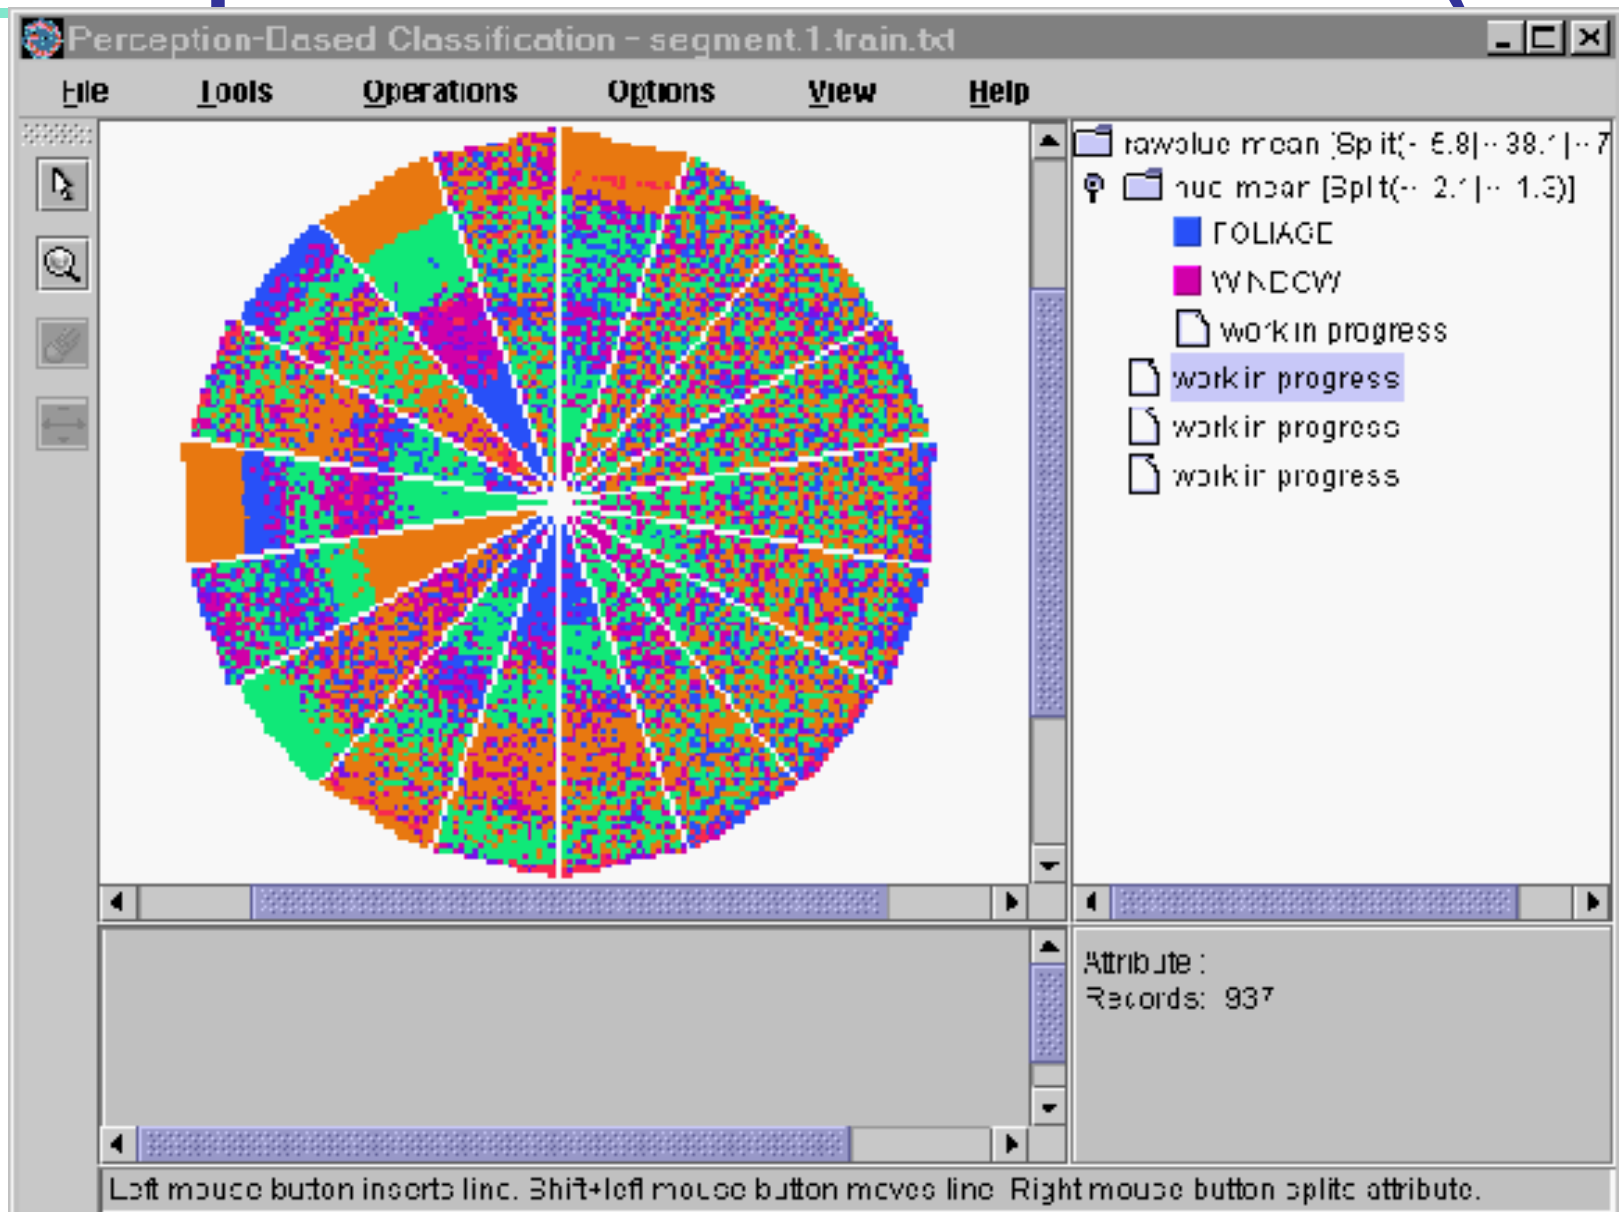 Perception-Based Classification - segment.1.train.txt
File Tools Operations Options View Help
rawblue mean [Split(- 5.8|-- 38.1|--7
hue mean [Split(-- 2.1|-- 1.3)]
FOLIAGE
WINDOW
work in progress
work in progress
work in progress
work in progress
Attribute :
Records: 937
Left mouse button inserts line. Shift+left mouse button moves line. Right mouse button splits attribute.